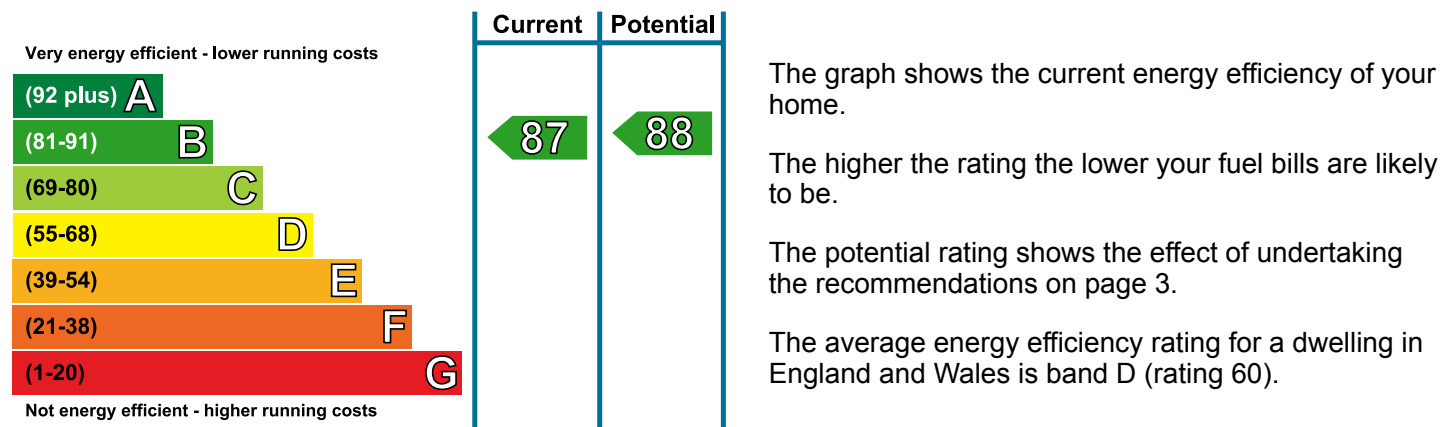 Current Potential
Very energy efficient - lower running costs
(92 plus) A
(81-91) B
(69-80) C
(55-68) D
(39-54) E
(21-38) F
(1-20) G
Not energy efficient - higher running costs
87 88
The graph shows the current energy efficiency of your
home.
The higher the rating the lower your fuel bills are likely
to be.
The potential rating shows the effect of undertaking
the recommendations on page 3.
The average energy efficiency rating for a dwelling in
England and Wales is band D (rating 60).